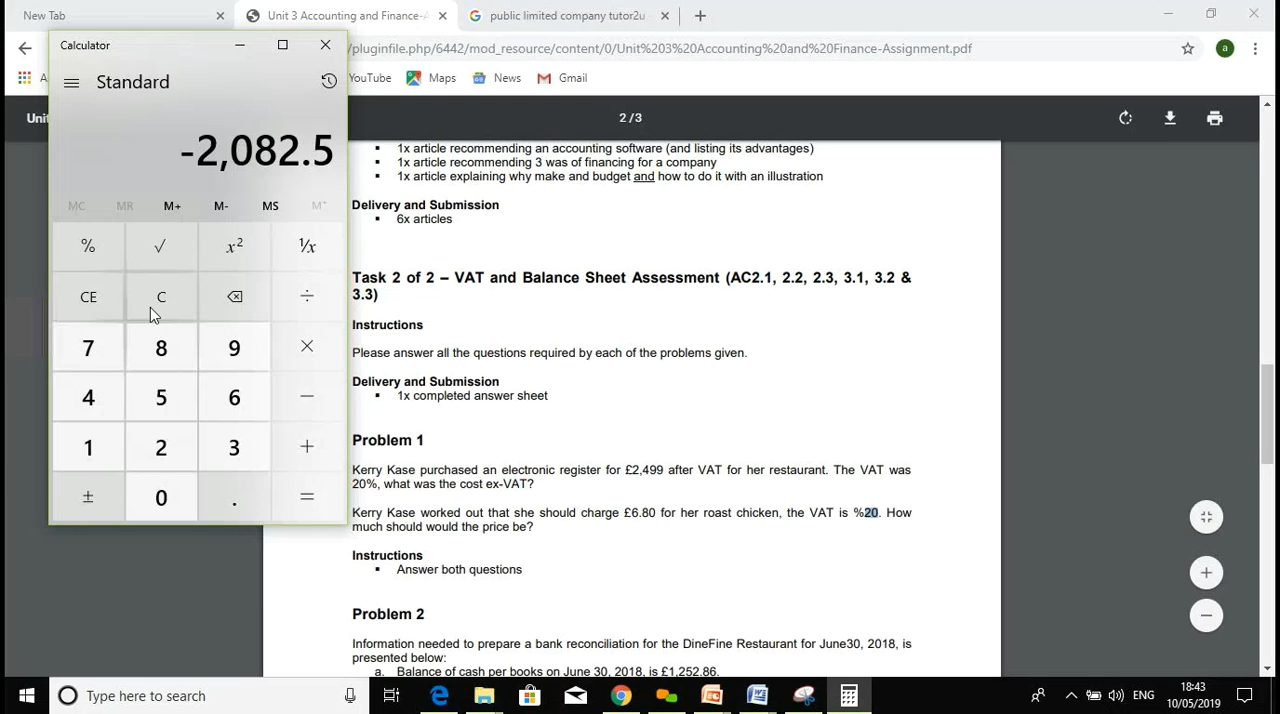 New Tab
Unit 3 Accounting and Finance-A
public limited company tutor2u
/pluginfile.php/6442/mod_resource/content/0/Unit%203%20Accounting%20and%20Finance-Assignment.pdf
a
YouTube
Maps
News
Gmail
Calculator
Standard
-2,082.5
MC MR M+ M- MS M˅
% √ x² ¹/x
CE C ÷
7 8 9 ×
4 5 6 −
1 2 3 +
± 0 . =
Unit
2 / 3
1x article recommending an accounting software (and listing its advantages)
1x article recommending 3 was of financing for a company
1x article explaining why make and budget and how to do it with an illustration
Delivery and Submission
6x articles
Task 2 of 2 – VAT and Balance Sheet Assessment (AC2.1, 2.2, 2.3, 3.1, 3.2 &
3.3)
Instructions
Please answer all the questions required by each of the problems given.
Delivery and Submission
1x completed answer sheet
Problem 1
Kerry Kase purchased an electronic register for £2,499 after VAT for her restaurant. The VAT was
20%, what was the cost ex-VAT?
Kerry Kase worked out that she should charge £6.80 for her roast chicken, the VAT is %20. How
much should would the price be?
Instructions
Answer both questions
Problem 2
Information needed to prepare a bank reconciliation for the DineFine Restaurant for June30, 2018, is
presented below:
a. Balance of cash per books on June 30, 2018, is £1,252.86.
Type here to search
ENG
18:43
10/05/2019